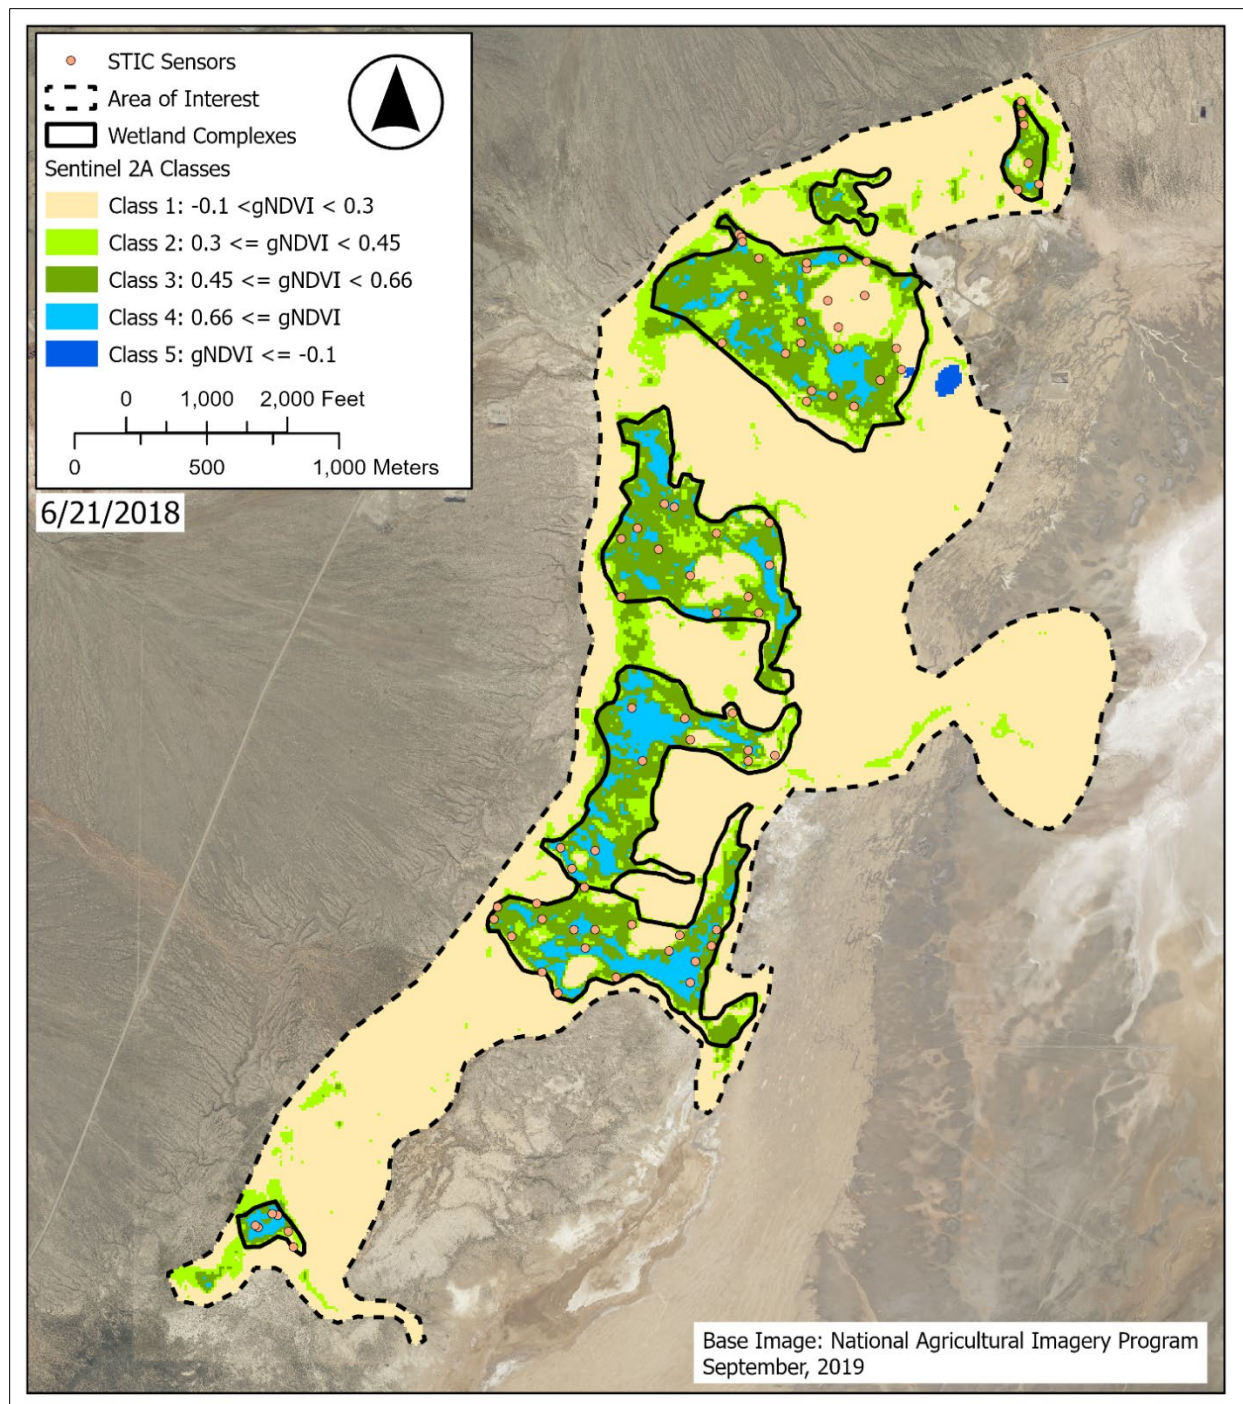 STIC Sensors
Area of Interest
Wetland Complexes
Sentinel 2A Classes
Class 1: -0.1 <gNDVI < 0.3
Class 2: 0.3 <= gNDVI < 0.45
Class 3: 0.45 <= gNDVI < 0.66
Class 4: 0.66 <= gNDVI
Class 5: gNDVI <= -0.1
0 1,000 2,000 Feet
0 500 1,000 Meters
6/21/2018
Base Image: National Agricultural Imagery Program
September, 2019